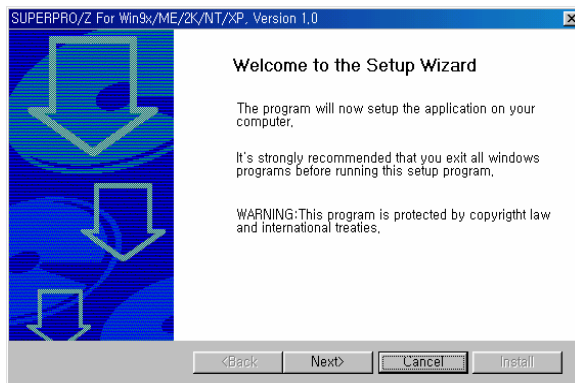 SUPERPRO/Z For Win9x/ME/2K/NT/XP, Version 1,0
Welcome to the Setup Wizard
The program will now setup the application on your
computer,
It's strongly recommended that you exit all windows
programs before running this setup program,
WARNING:This program is protected by copyright law
and international treaties,
<Back Next> Cancel Install